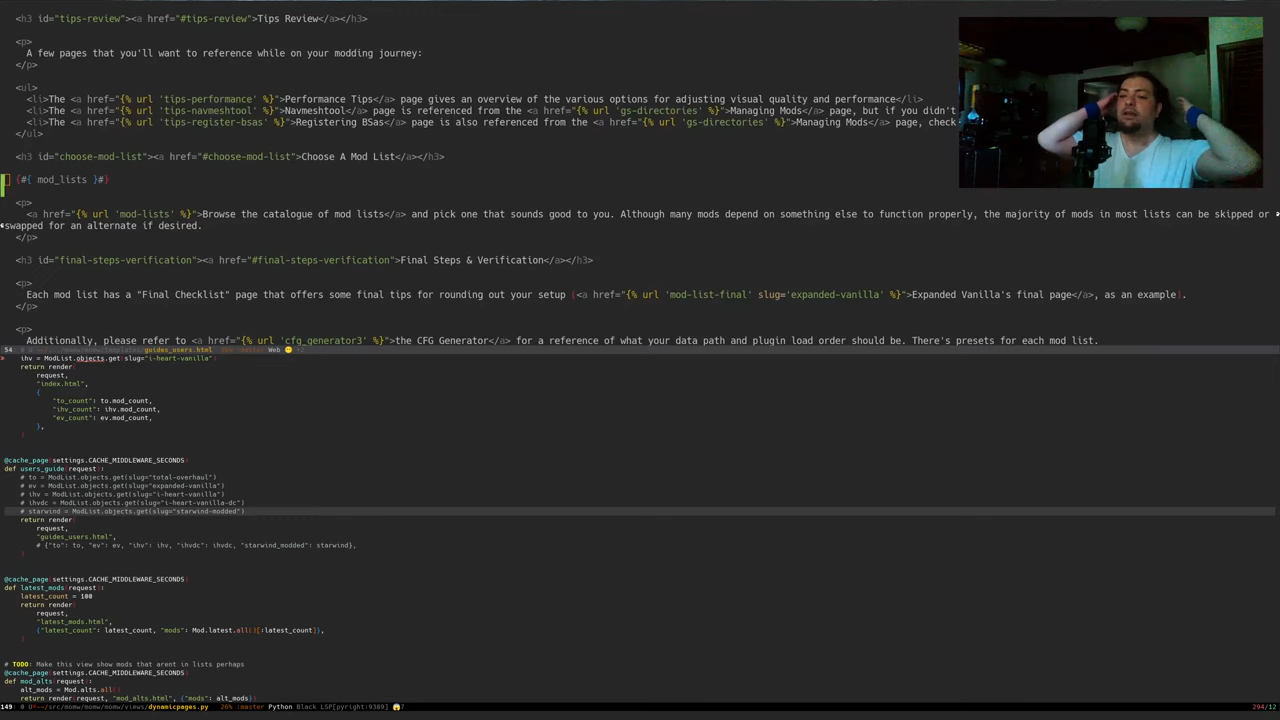 <h3 id="tips-review"><a href="#tips-review">Tips Review</a></h3>
<p>
A few pages that you'll want to reference while on your modding journey:
</p>
<ul>
<li>The <a href="{% url 'tips-performance' %}">Performance Tips</a> page gives an overview of the various options for adjusting visual quality and performance</li>
<li>The <a href="{% url 'tips-navmeshtool' %}">Navmeshtool</a> page is referenced from the <a href="{% url 'gs-directories' %}">Managing Mods</a> page, but if you didn't
<li>The <a href="{% url 'tips-register-bsas' %}">Registering BSAs</a> page is also referenced from the <a href="{% url 'gs-directories' %}">Managing Mods</a> page, check
</ul>
<h3 id="choose-mod-list"><a href="#choose-mod-list">Choose A Mod List</a></h3>
{#{ mod_lists }#}
<p>
<a href="{% url 'mod-lists' %}">Browse the catalogue of mod lists</a> and pick one that sounds good to you. Although many mods depend on something else to function properly, the majority of mods in most lists can be skipped or
swapped for an alternate if desired.
</p>
<h3 id="final-steps-verification"><a href="#final-steps-verification">Final Steps & Verification</a></h3>
<p>
Each mod list has a "Final Checklist" page that offers some final tips for rounding out your setup (<a href="{% url 'mod-list-final' slug='expanded-vanilla' %}">Expanded Vanilla's final page</a>, as an example).
</p>
<p>
Additionally, please refer to <a href="{% url 'cfg_generator3' %}">the CFG Generator</a> for a reference of what your data path and plugin load order should be. There's presets for each mod list.
guides_users.html 26% :master Web
ihv = ModList.objects.get(slug="i-heart-vanilla")
return render(
request,
"index.html",
{
"to_count": to.mod_count,
"ihv_count": ihv.mod_count,
"ev_count": ev.mod_count,
},
)
@cache_page(settings.CACHE_MIDDLEWARE_SECONDS)
def users_guide(request):
# to = ModList.objects.get(slug="total-overhaul")
# ev = ModList.objects.get(slug="expanded-vanilla")
# ihv = ModList.objects.get(slug="i-heart-vanilla")
# ihvdc = ModList.objects.get(slug="i-heart-vanilla-dc")
# starwind = ModList.objects.get(slug="starwind-modded")
return render(
request,
"guides_users.html",
# {"to": to, "ev": ev, "ihv": ihv, "ihvdc": ihvdc, "starwind_modded": starwind},
)
@cache_page(settings.CACHE_MIDDLEWARE_SECONDS)
def latest_mods(request):
latest_count = 100
return render(
request,
"latest_mods.html",
{"latest_count": latest_count, "mods": Mod.latest.all()[:latest_count]},
)
# TODO: Make this view show mods that arent in lists perhaps
@cache_page(settings.CACHE_MIDDLEWARE_SECONDS)
def mod_alts(request):
alt_mods = Mod.alts.all()
return render(request, "mod_alts.html", {"mods": alt_mods})
149: 0 U*-~/src/momw/momw/momw/views/dynamicpages.py 26% :master Python Black LSP[pyright:9389] 7 294/12